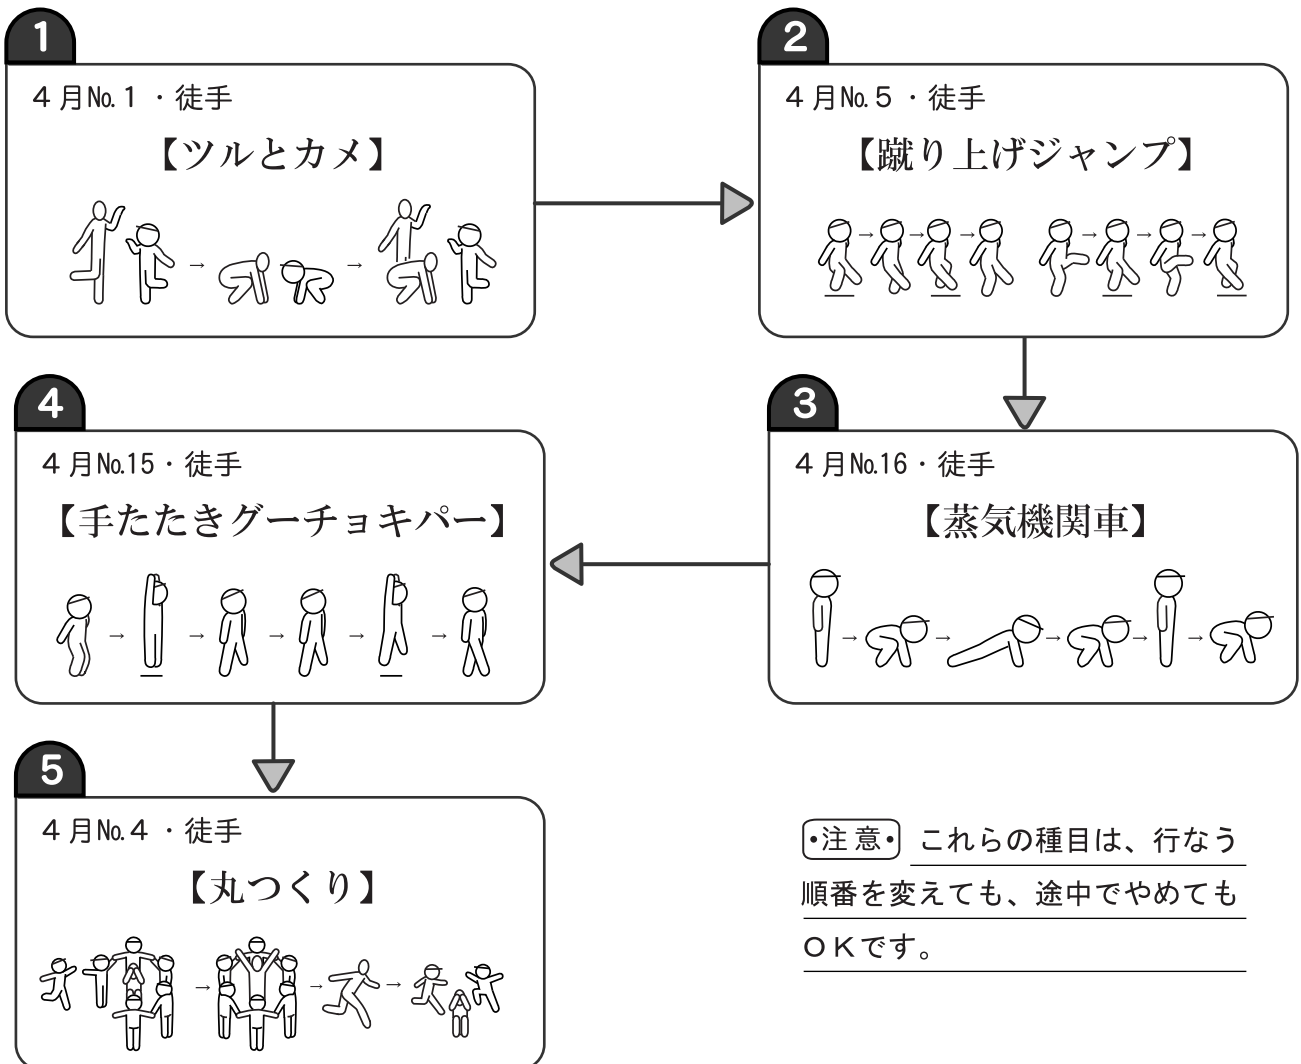 1
4月№1・徒手
【ツルとカメ】
→ →
2
4月№5・徒手
【蹴り上げジャンプ】
→ → → → → →
3
4月№16・徒手
【蒸気機関車】
→ → → → →
4
4月№15・徒手
【手たたきグーチョキパー】
→ → → → →
5
4月№4・徒手
【丸つくり】
→ → →
・注意・ これらの種目は、行なう
順番を変えても、途中でやめても
OKです。